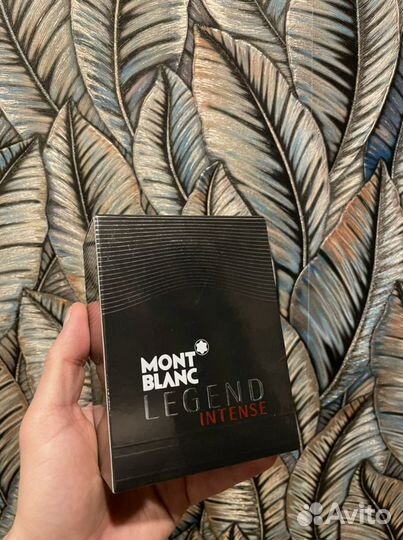 MONT
BLANC
LEGEND
INTENSE
Avito